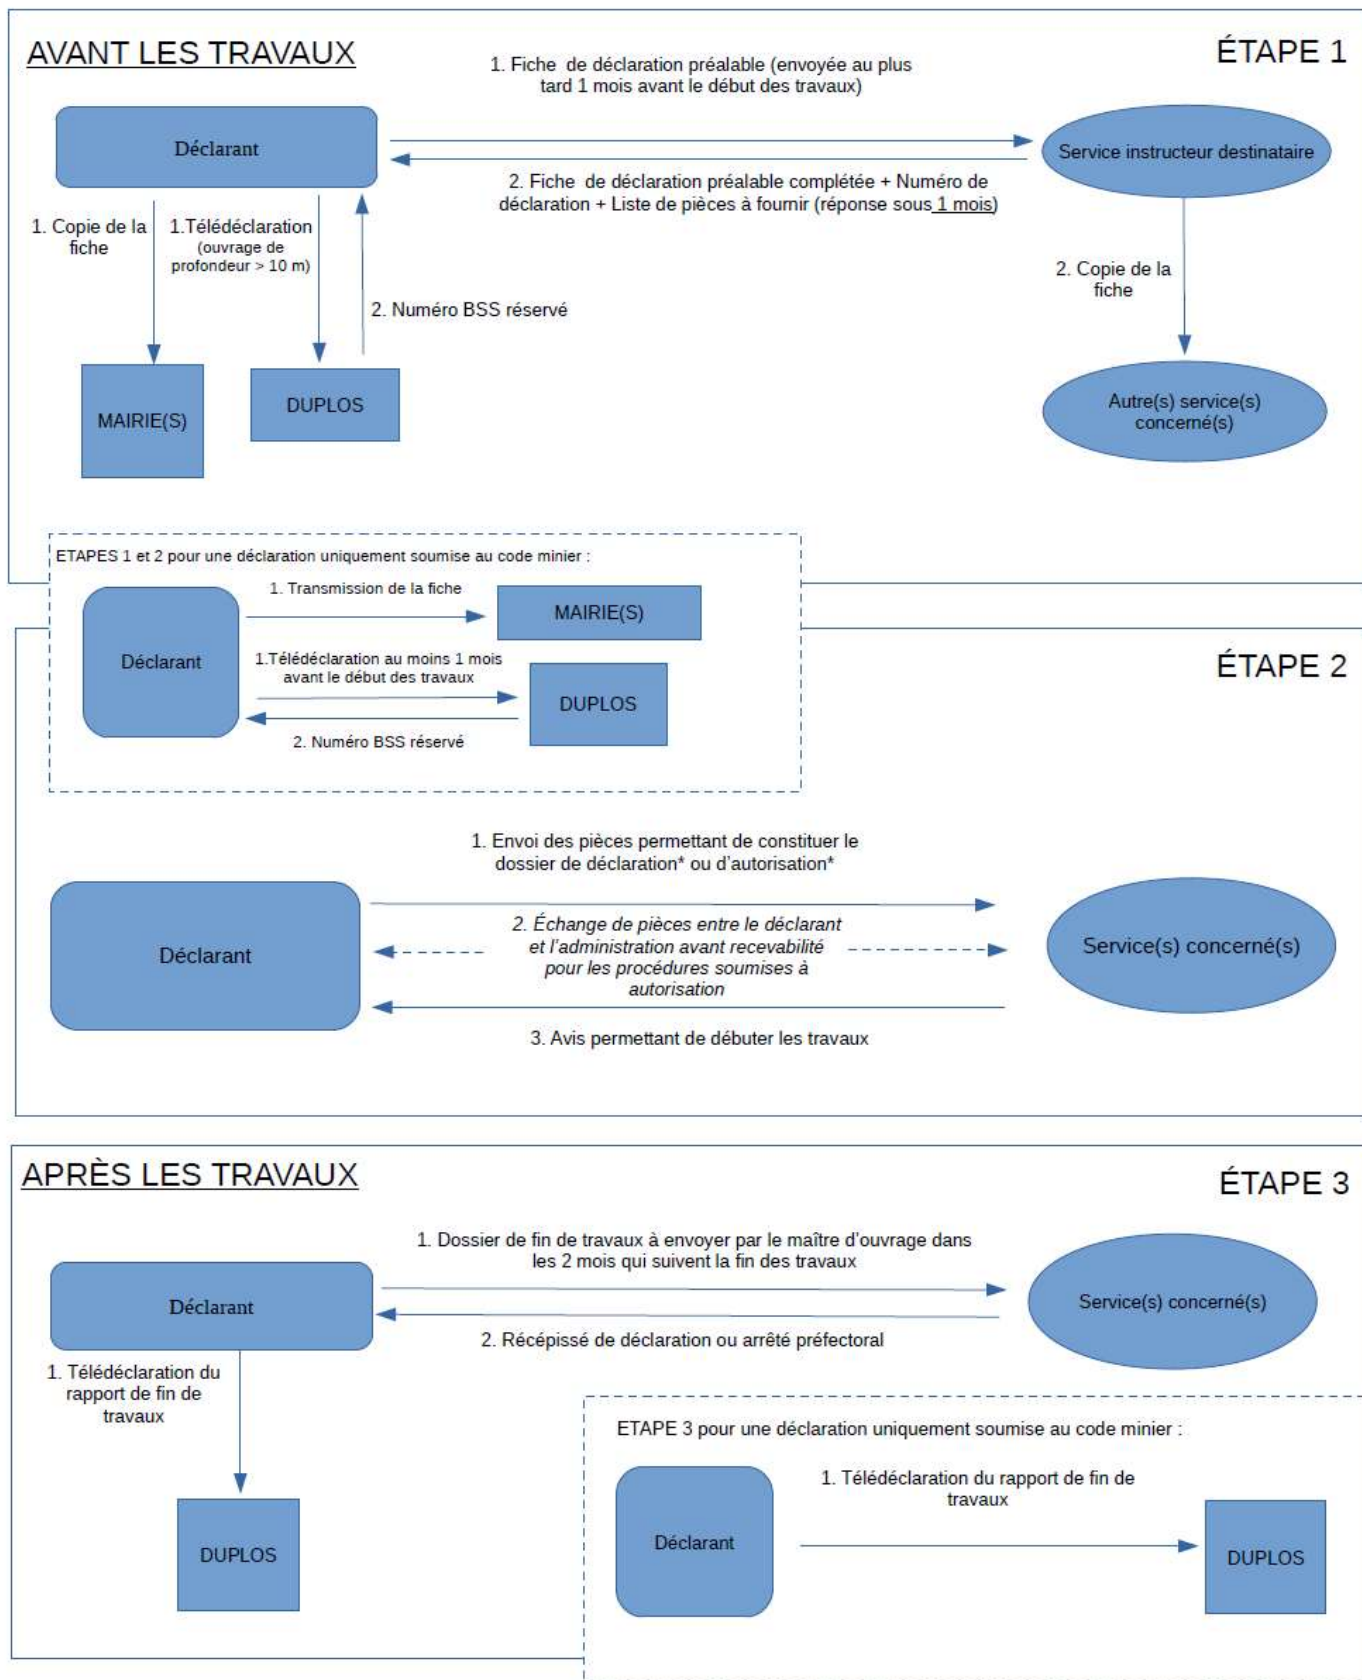 AVANT LES TRAVAUX
ÉTAPE 1
1. Fiche de déclaration préalable (envoyée au plus
tard 1 mois avant le début des travaux)
Déclarant
Service instructeur destinataire
2. Fiche de déclaration préalable complétée + Numéro de
déclaration + Liste de pièces à fournir (réponse sous 1 mois)
1. Copie de la
fiche
1.Télédéclaration
(ouvrage de
profondeur > 10 m)
2. Numéro BSS réservé
2. Copie de la
fiche
MAIRIE(S)
DUPLOS
Autre(s) service(s)
concerné(s)
ETAPES 1 et 2 pour une déclaration uniquement soumise au code minier :
1. Transmission de la fiche
MAIRIE(S)
Déclarant
1.Télédéclaration au moins 1 mois
avant le début des travaux
DUPLOS
2. Numéro BSS réservé
ÉTAPE 2
1. Envoi des pièces permettant de constituer le
dossier de déclaration* ou d'autorisation*
Déclarant
2. Échange de pièces entre le déclarant
et l'administration avant recevabilité
pour les procédures soumises à
autorisation
Service(s) concerné(s)
3. Avis permettant de débuter les travaux
APRÈS LES TRAVAUX
ÉTAPE 3
1. Dossier de fin de travaux à envoyer par le maître d'ouvrage dans
les 2 mois qui suivent la fin des travaux
Déclarant
Service(s) concerné(s)
2. Récépissé de déclaration ou arrêté préfectoral
1. Télédéclaration du
rapport de fin de
travaux
DUPLOS
ETAPE 3 pour une déclaration uniquement soumise au code minier :
1. Télédéclaration du rapport de fin de
travaux
Déclarant
DUPLOS